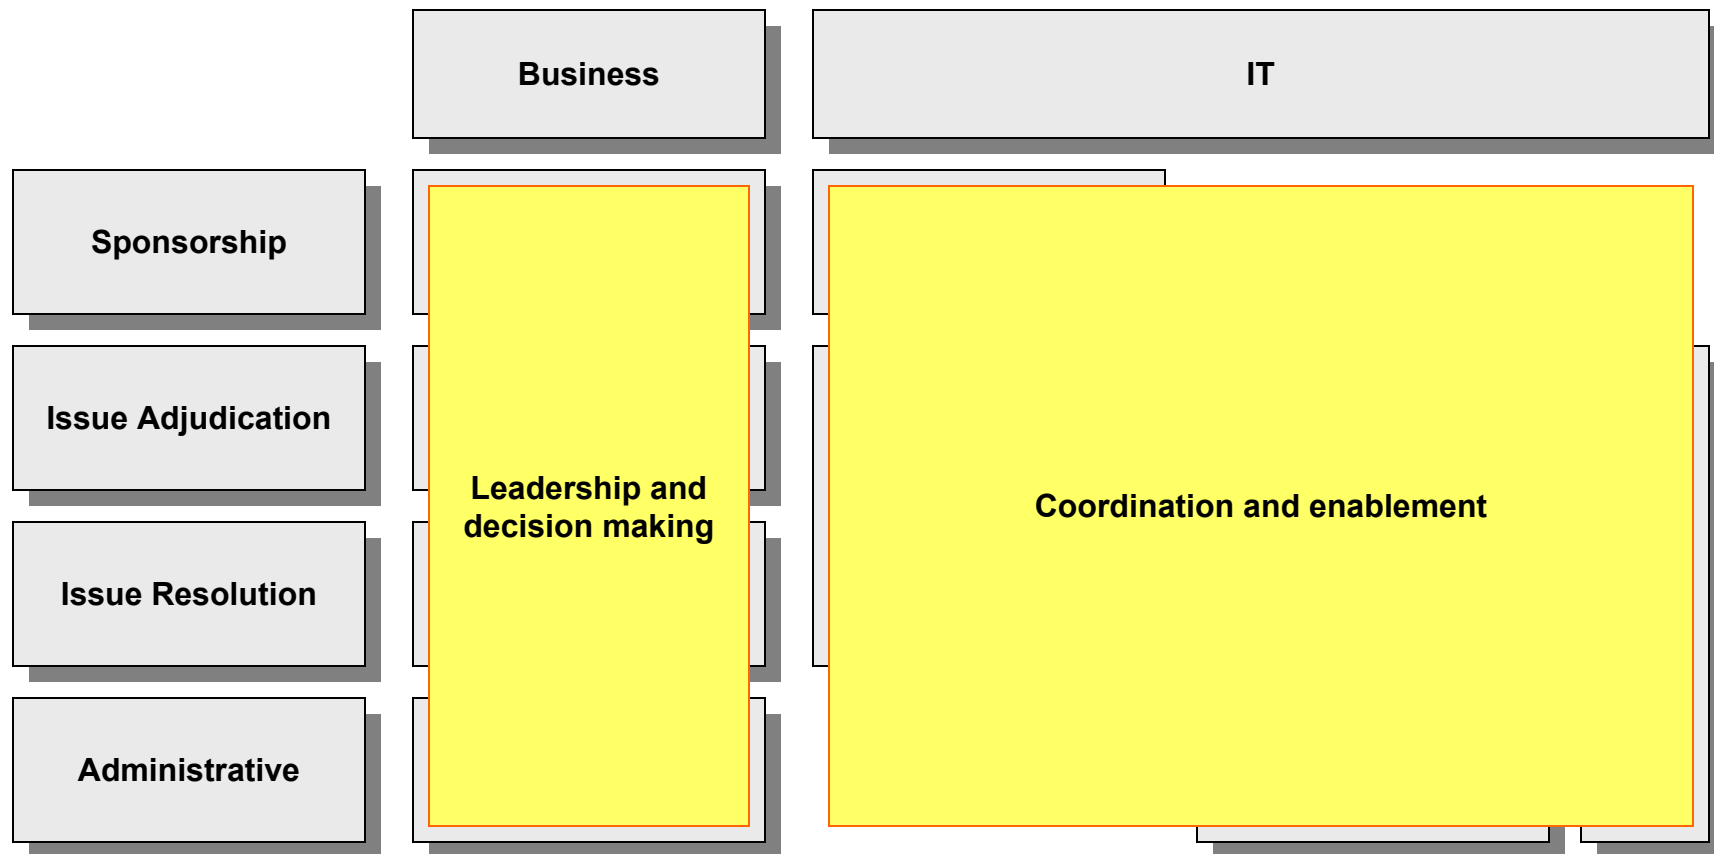 Business
IT
Sponsorship
Issue Adjudication
Leadership and
decision making
Coordination and enablement
Issue Resolution
Administrative